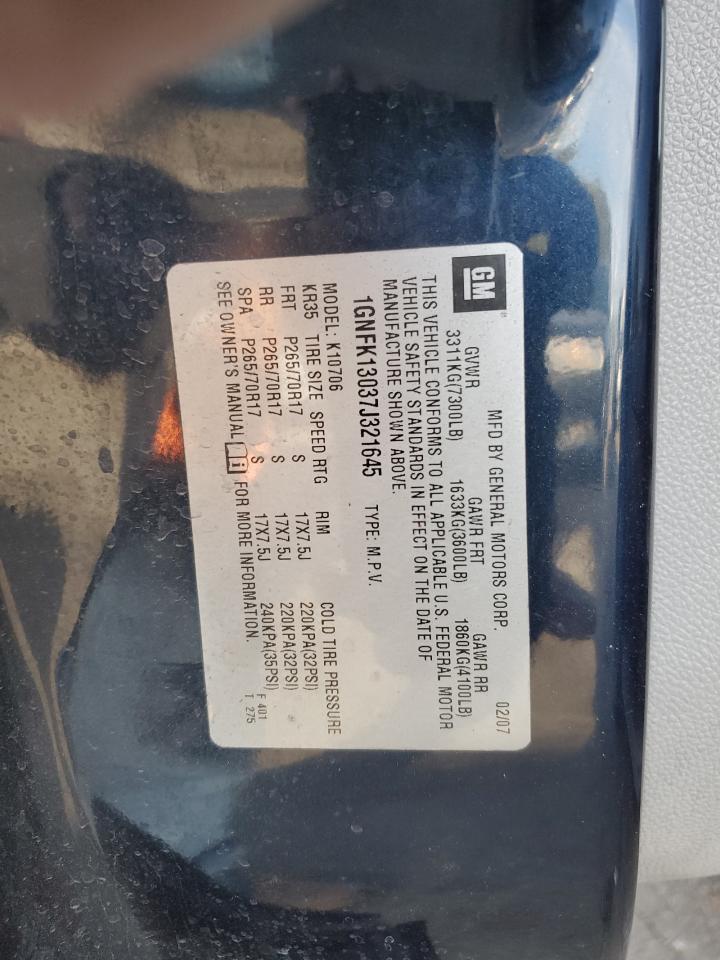 GM
MFD BY GENERAL MOTORS CORP. 02/07
GVWR GAWR FRT GAWR RR
3311KG(7300LB) 1633KG(3600LB) 1860KG(4100LB)
THIS VEHICLE CONFORMS TO ALL APPLICABLE U.S. FEDERAL MOTOR
VEHICLE SAFETY STANDARDS IN EFFECT ON THE DATE OF
MANUFACTURE SHOWN ABOVE.
1GNFK13037J321645 TYPE: M.P.V.
MODEL: K10706
KR35 TIRE SIZE SPEED RTG RIM COLD TIRE PRESSURE
FRT P265/70R17 S 17X7.5J 220KPA(32PSI)
RR P265/70R17 S 17X7.5J 220KPA(32PSI)
SPA P265/70R17 S 17X7.5J 240KPA(35PSI)
SEE OWNER'S MANUAL FOR MORE INFORMATION.
F 401
T 275